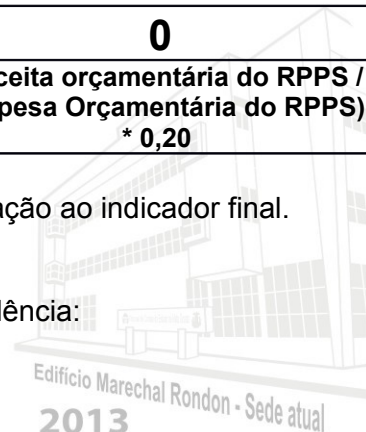 0
ceita orçamentária do RPPS /
pesa Orçamentária do RPPS)
* 0,20
ação ao indicador final.
dência:
Edifício Marechal Rondon - Sede atual
2013